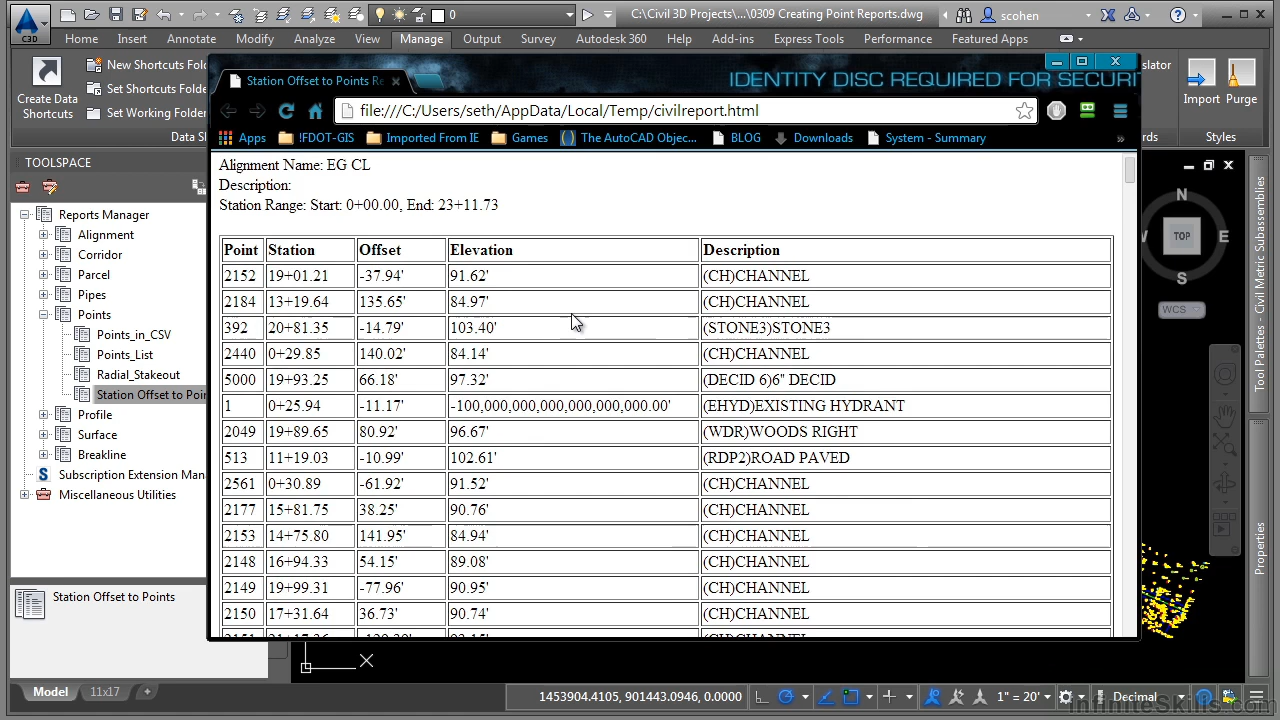 C:\Civil 3D Projects\...\0309 Creating Point Reports.dwg
scohen
0
C3D
Home Insert Annotate Modify Analyze View Manage Output Survey Autodesk 360 Help Add-ins Express Tools Performance Featured Apps
Create Data
Shortcuts
New Shortcuts Fol
Set Shortcuts Folde
Set Working Folder
Data S
Import
Purge
Styles
TOOLSPACE
Reports Manager
Alignment
Corridor
Parcel
Pipes
Points
Points_in_CSV
Points_List
Radial_Stakeout
Station Offset to Poi
Profile
Surface
Breakline
Subscription Extension Man
Miscellaneous Utilities
Station Offset to Points
Station Offset to Points Re
IDENTITY DISC REQUIRED FOR SECURI
file:///C:/Users/seth/AppData/Local/Temp/civilreport.html
Apps !FDOT-GIS Imported From IE Games The AutoCAD Objec... BLOG Downloads System - Summary »
Alignment Name: EG CL
Description:
Station Range: Start: 0+00.00, End: 23+11.73
Point Station Offset Elevation Description
2152 19+01.21 -37.94' 91.62' (CH)CHANNEL
2184 13+19.64 135.65' 84.97' (CH)CHANNEL
392 20+81.35 -14.79' 103.40' (STONE3)STONE3
2440 0+29.85 140.02' 84.14' (CH)CHANNEL
5000 19+93.25 66.18' 97.32' (DECID 6)6" DECID
1 0+25.94 -11.17' -100,000,000,000,000,000,000.00' (EHYD)EXISTING HYDRANT
2049 19+89.65 80.92' 96.67' (WDR)WOODS RIGHT
513 11+19.03 -10.99' 102.61' (RDP2)ROAD PAVED
2561 0+30.89 -61.92' 91.52' (CH)CHANNEL
2177 15+81.75 38.25' 90.76' (CH)CHANNEL
2153 14+75.80 141.95' 84.94' (CH)CHANNEL
2148 16+94.33 54.15' 89.08' (CH)CHANNEL
2149 19+99.31 -77.96' 90.95' (CH)CHANNEL
2150 17+31.64 36.73' 90.74' (CH)CHANNEL
N
TOP
E
S
WCS
Tool Palettes - Civil Metric Subassemblies
Properties
X
Model 11x17
1453904.4105, 901443.0946, 0.0000
1" = 20'
Decimal
InfiniteSkills.com